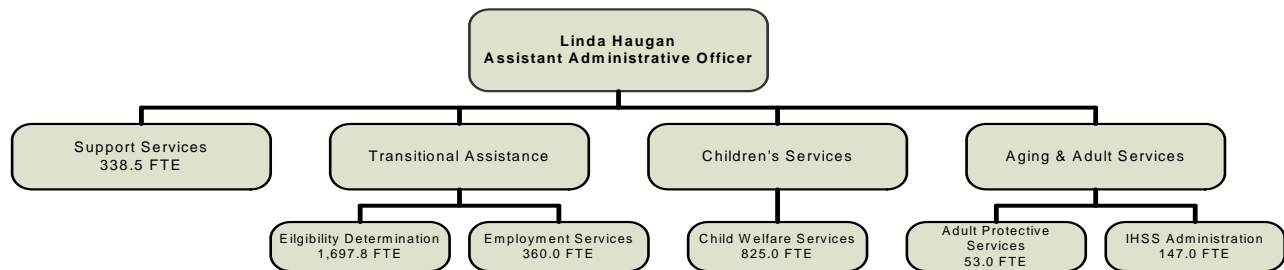 Linda Haugan
Assistant Administrative Officer
Support Services
338.5 FTE
Transitional Assistance
Children's Services
Aging & Adult Services
Eilgibility Determination
1,697.8 FTE
Employment Services
360.0 FTE
Child Welfare Services
825.0 FTE
Adult Protective
Services
53.0 FTE
IHSS Administration
147.0 FTE